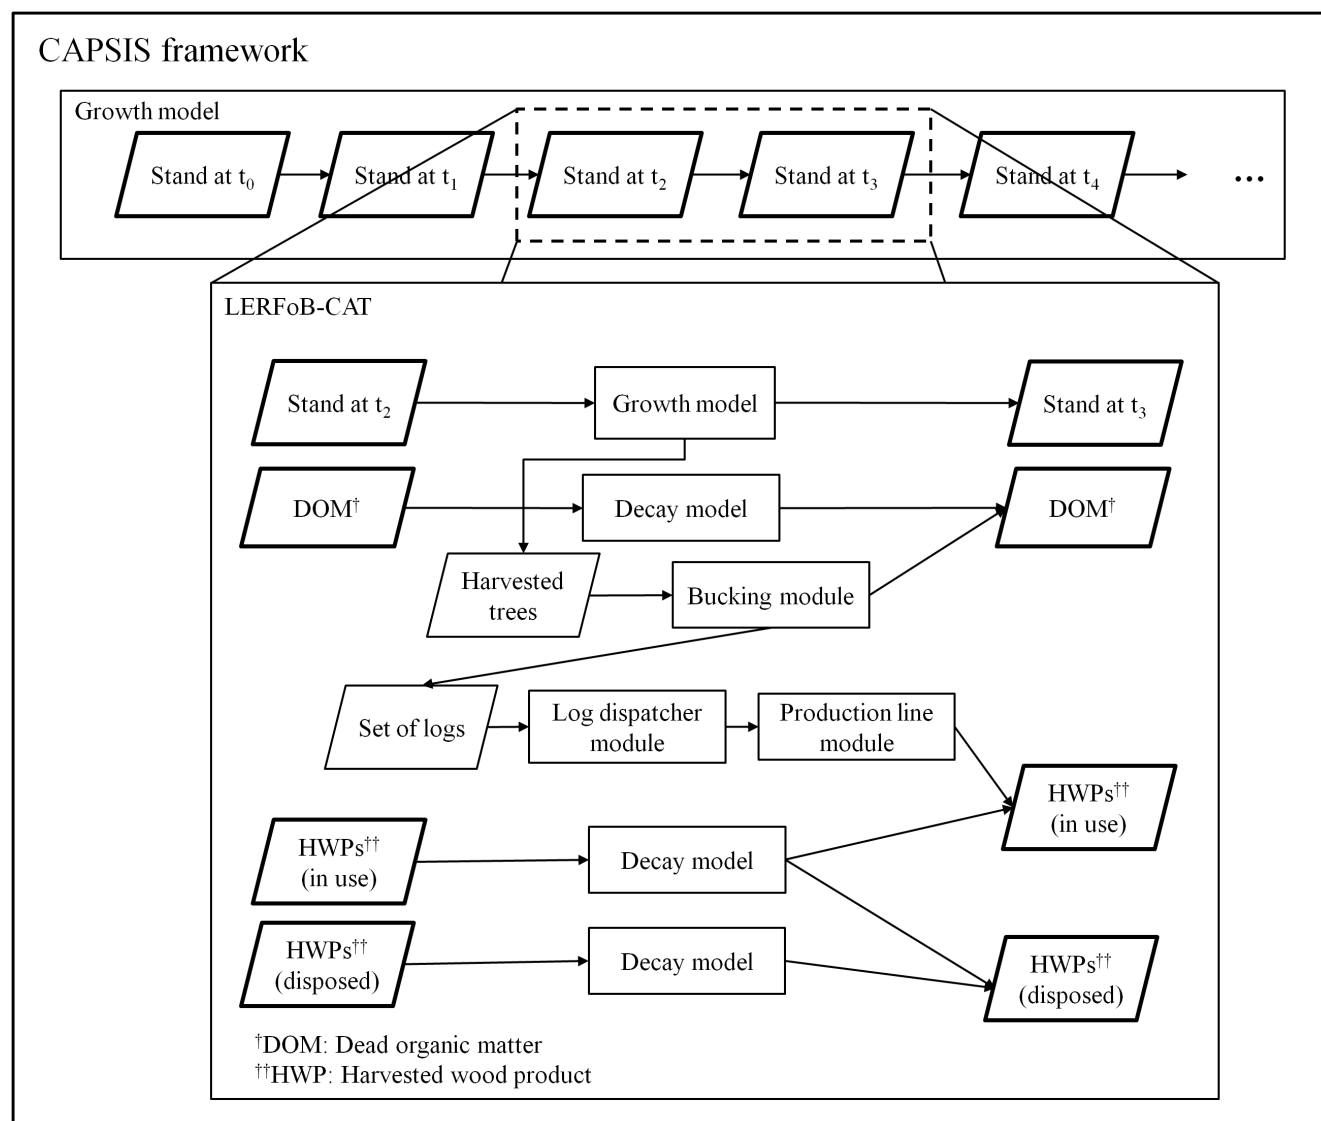 CAPSIS framework
Growth model
Stand at t₀
Stand at t₁
Stand at t₂
Stand at t₃
Stand at t₄
...
LERFoB-CAT
Stand at t₂
Growth model
Stand at t₃
DOM†
Decay model
DOM†
Harvested
trees
Bucking module
Set of logs
Log dispatcher
module
Production line
module
HWPs††
(in use)
HWPs††
(in use)
Decay model
HWPs††
(disposed)
Decay model
HWPs††
(disposed)
†DOM: Dead organic matter
††HWP: Harvested wood product